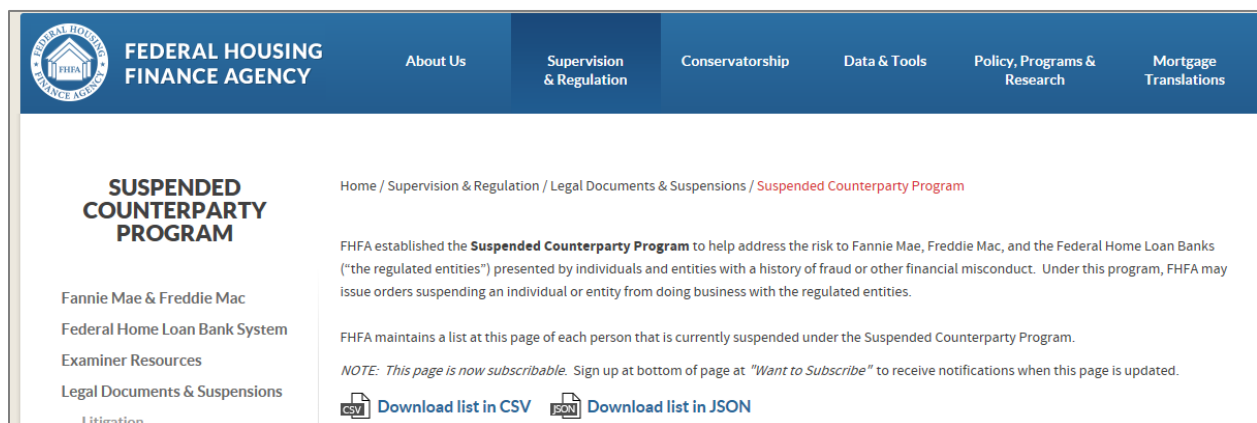 FEDERAL HOUSING
FINANCE AGENCY
FEDERAL HOUSING
FHFA
FINANCE AGENCY
About Us
Supervision
& Regulation
Conservatorship
Data & Tools
Policy, Programs &
Research
Mortgage
Translations
SUSPENDED
COUNTERPARTY
PROGRAM
Fannie Mae & Freddie Mac
Federal Home Loan Bank System
Examiner Resources
Legal Documents & Suspensions
Litigation
Home / Supervision & Regulation / Legal Documents & Suspensions / Suspended Counterparty Program
FHFA established the Suspended Counterparty Program to help address the risk to Fannie Mae, Freddie Mac, and the Federal Home Loan Banks
(“the regulated entities”) presented by individuals and entities with a history of fraud or other financial misconduct. Under this program, FHFA may
issue orders suspending an individual or entity from doing business with the regulated entities.
FHFA maintains a list at this page of each person that is currently suspended under the Suspended Counterparty Program.
NOTE: This page is now subscribable. Sign up at bottom of page at "Want to Subscribe" to receive notifications when this page is updated.
CSV Download list in CSV JSON Download list in JSON